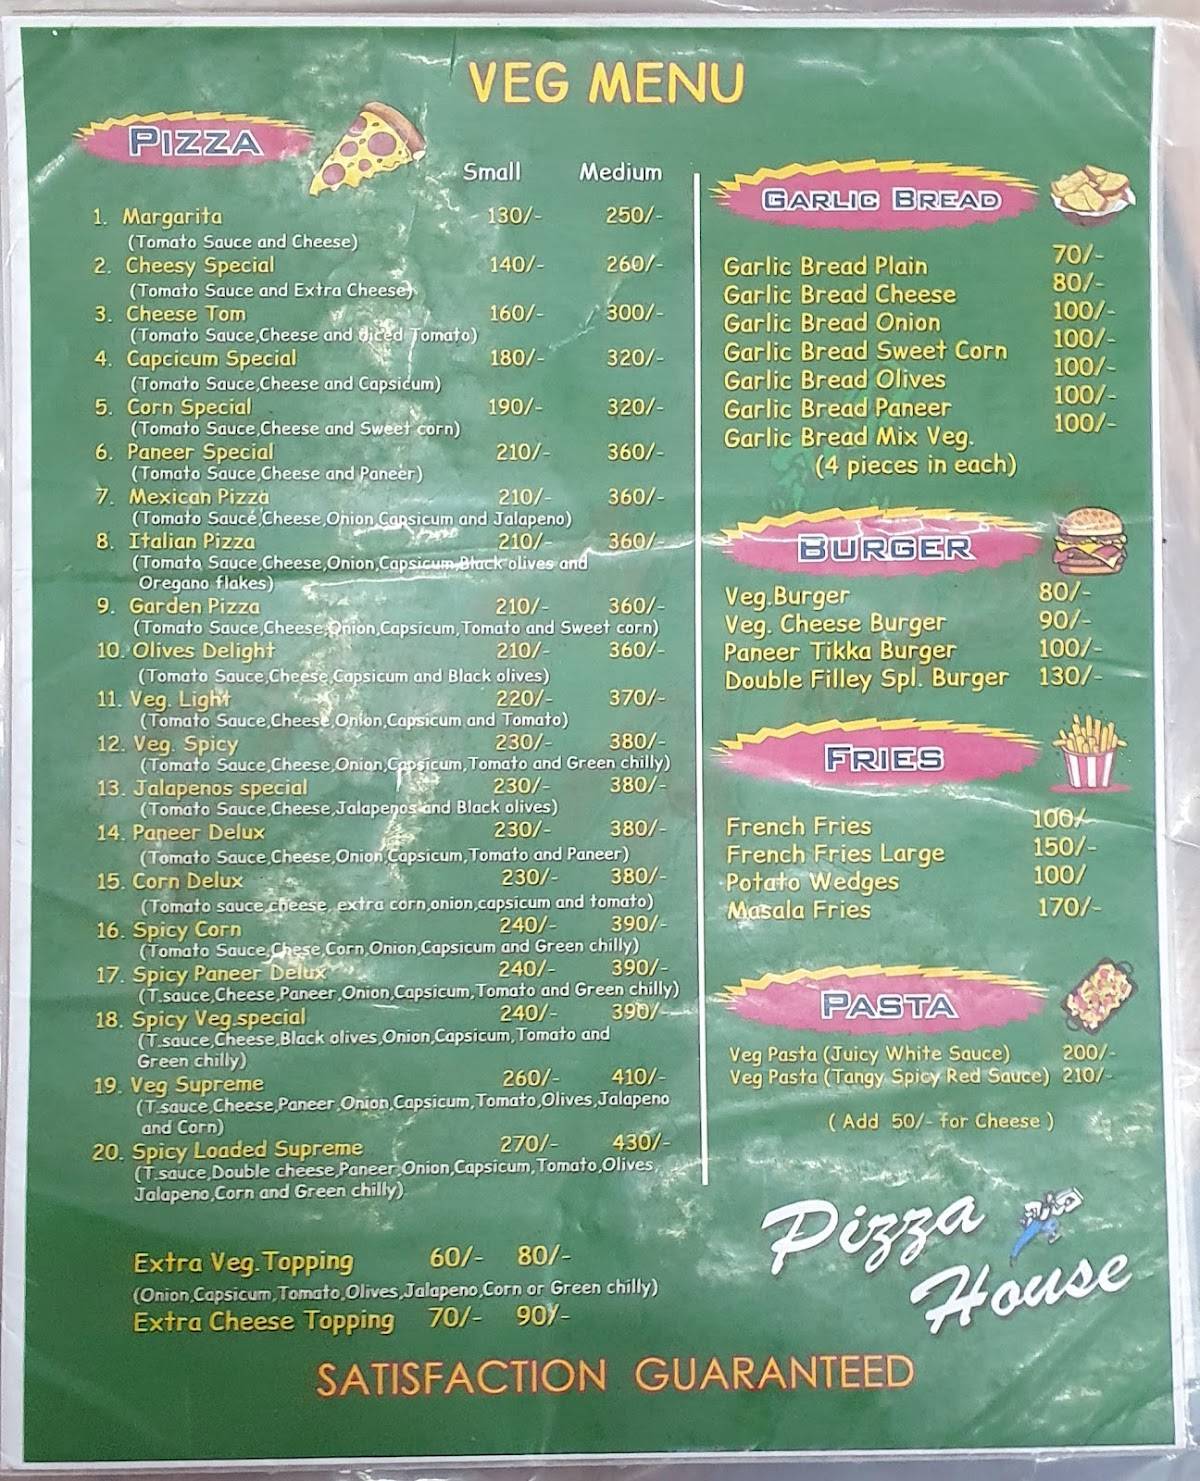 VEG MENU
PIZZA
Small Medium
1. Margarita 130/- 250/-
(Tomato Sauce and Cheese)
2. Cheesy Special 140/- 260/-
(Tomato Sauce and Extra Cheese)
3. Cheese Tom 160/- 300/-
(Tomato Sauce,Cheese and diced Tomato)
4. Capcicum Special 180/- 320/-
(Tomato Sauce,Cheese and Capsicum)
5. Corn Special 190/- 320/-
(Tomato Sauce,Cheese and Sweet corn)
6. Paneer Special 210/- 360/-
(Tomato Sauce,Cheese and Paneer)
7. Mexican Pizza 210/- 360/-
(Tomato Sauce,Cheese,Onion,Capsicum and Jalapeno)
8. Italian Pizza 210/- 360/-
(Tomato Sauce,Cheese,Onion,Capsicum,Black olives and
Oregano flakes)
9. Garden Pizza 210/- 360/-
(Tomato Sauce,Cheese,Onion,Capsicum,Tomato and Sweet corn)
10. Olives Delight 210/- 360/-
(Tomato Sauce,Cheese,Capsicum and Black olives)
11. Veg. Light 220/- 370/-
(Tomato Sauce,Cheese,Onion,Capsicum and Tomato)
12. Veg. Spicy 230/- 380/-
(Tomato Sauce,Cheese,Onion,Capsicum,Tomato and Green chilly)
13. Jalapenos special 230/- 380/-
(Tomato Sauce,Cheese,Jalapenos and Black olives)
14. Paneer Delux 230/- 380/-
(Tomato Sauce,Cheese,Onion,Capsicum,Tomato and Paneer)
15. Corn Delux 230/- 380/-
(Tomato sauce,cheese, extra corn,onion,capsicum and tomato)
16. Spicy Corn 240/- 390/-
(Tomato Sauce,Chese,Corn,Onion,Capsicum and Green chilly)
17. Spicy Paneer Delux 240/- 390/-
(T.sauce,Cheese,Paneer,Onion,Capsicum,Tomato and Green chilly)
18. Spicy Veg.special 240/- 390/-
(T.sauce,Cheese,Black olives,Onion,Capsicum,Tomato and
Green chilly)
19. Veg Supreme 260/- 410/-
(T.sauce,Cheese,Paneer,Onion,Capsicum,Tomato,Olives,Jalapeno
and Corn)
20. Spicy Loaded Supreme 270/- 430/-
(T.sauce,Double cheese,Paneer,Onion,Capsicum,Tomato,Olives,
Jalapeno,Corn and Green chilly)
Extra Veg.Topping 60/- 80/-
(Onion,Capsicum,Tomato,Olives,Jalapeno,Corn or Green chilly)
Extra Cheese Topping 70/- 90/-
GARLIC BREAD
Garlic Bread Plain 70/-
Garlic Bread Cheese 80/-
Garlic Bread Onion 100/-
Garlic Bread Sweet Corn 100/-
Garlic Bread Olives 100/-
Garlic Bread Paneer 100/-
Garlic Bread Mix Veg. 100/-
(4 pieces in each)
BURGER
Veg.Burger 80/-
Veg. Cheese Burger 90/-
Paneer Tikka Burger 100/-
Double Filley Spl. Burger 130/-
FRIES
French Fries 100/-
French Fries Large 150/-
Potato Wedges 100/
Masala Fries 170/-
PASTA
Veg Pasta (Juicy White Sauce) 200/-
Veg Pasta (Tangy Spicy Red Sauce) 210/-
( Add 50/- for Cheese )
Pizza
House
SATISFACTION GUARANTEED